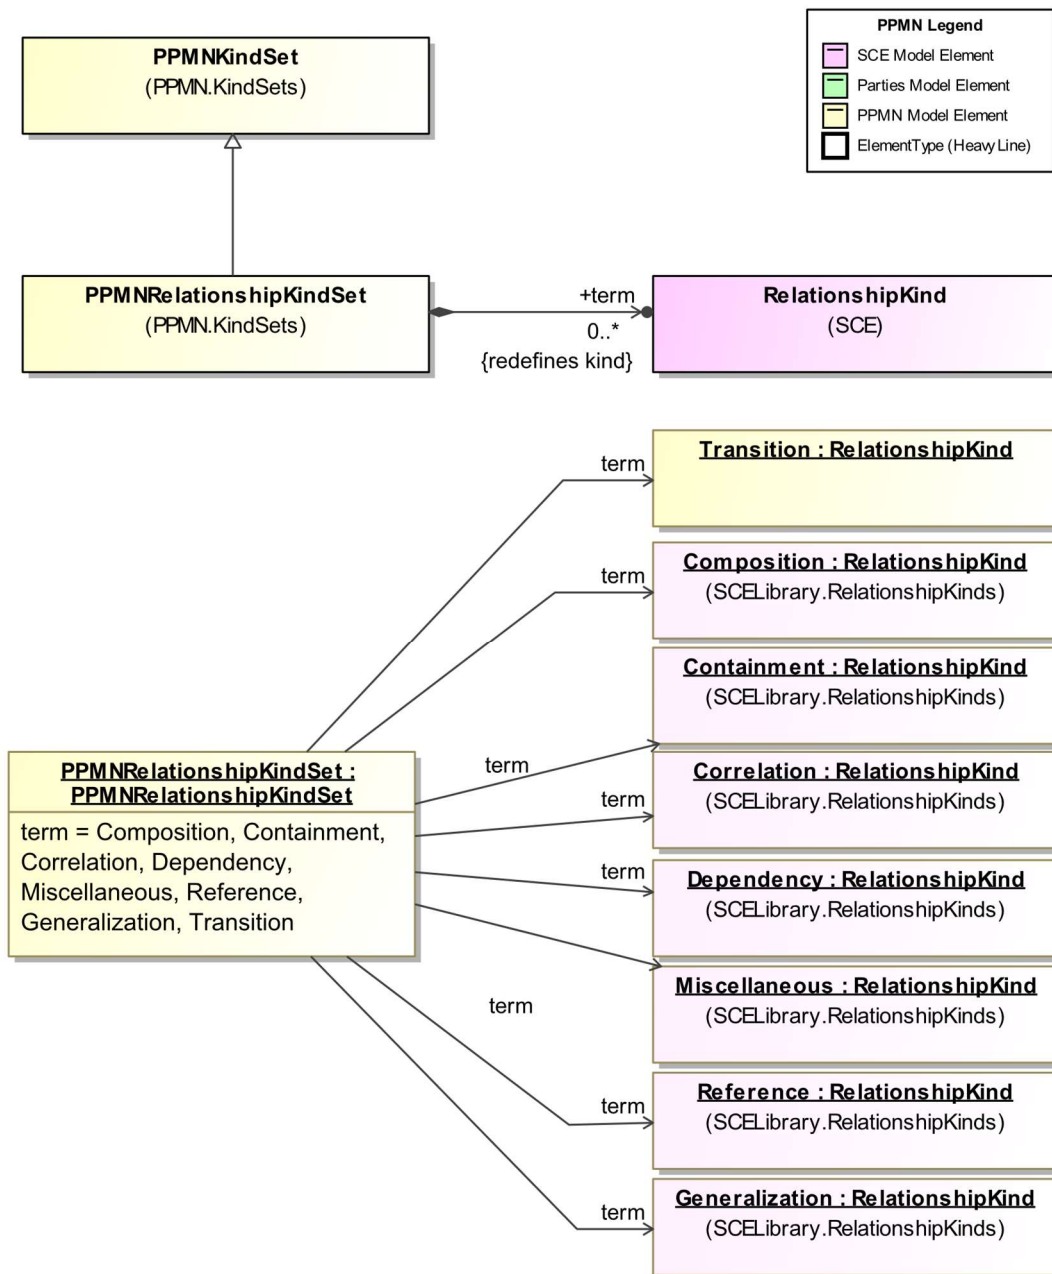 PPMNKindSet
(PPMN.KindSets)
PPMN Legend
SCE Model Element
Parties Model Element
PPMN Model Element
ElementType (Heavy Line)
PPMNRelationshipKindSet
(PPMN.KindSets)
+term
0..*
{redefines kind}
RelationshipKind
(SCE)
term
Transition : RelationshipKind
term
Composition : RelationshipKind
(SCELibrary.RelationshipKinds)
Containment : RelationshipKind
(SCELibrary.RelationshipKinds)
PPMNRelationshipKindSet :
PPMNRelationshipKindSet
term = Composition, Containment,
Correlation, Dependency,
Miscellaneous, Reference,
Generalization, Transition
term
term
Correlation : RelationshipKind
(SCELibrary.RelationshipKinds)
term
Dependency : RelationshipKind
(SCELibrary.RelationshipKinds)
term
Miscellaneous : RelationshipKind
(SCELibrary.RelationshipKinds)
term
Reference : RelationshipKind
(SCELibrary.RelationshipKinds)
term
Generalization : RelationshipKind
(SCELibrary.RelationshipKinds)